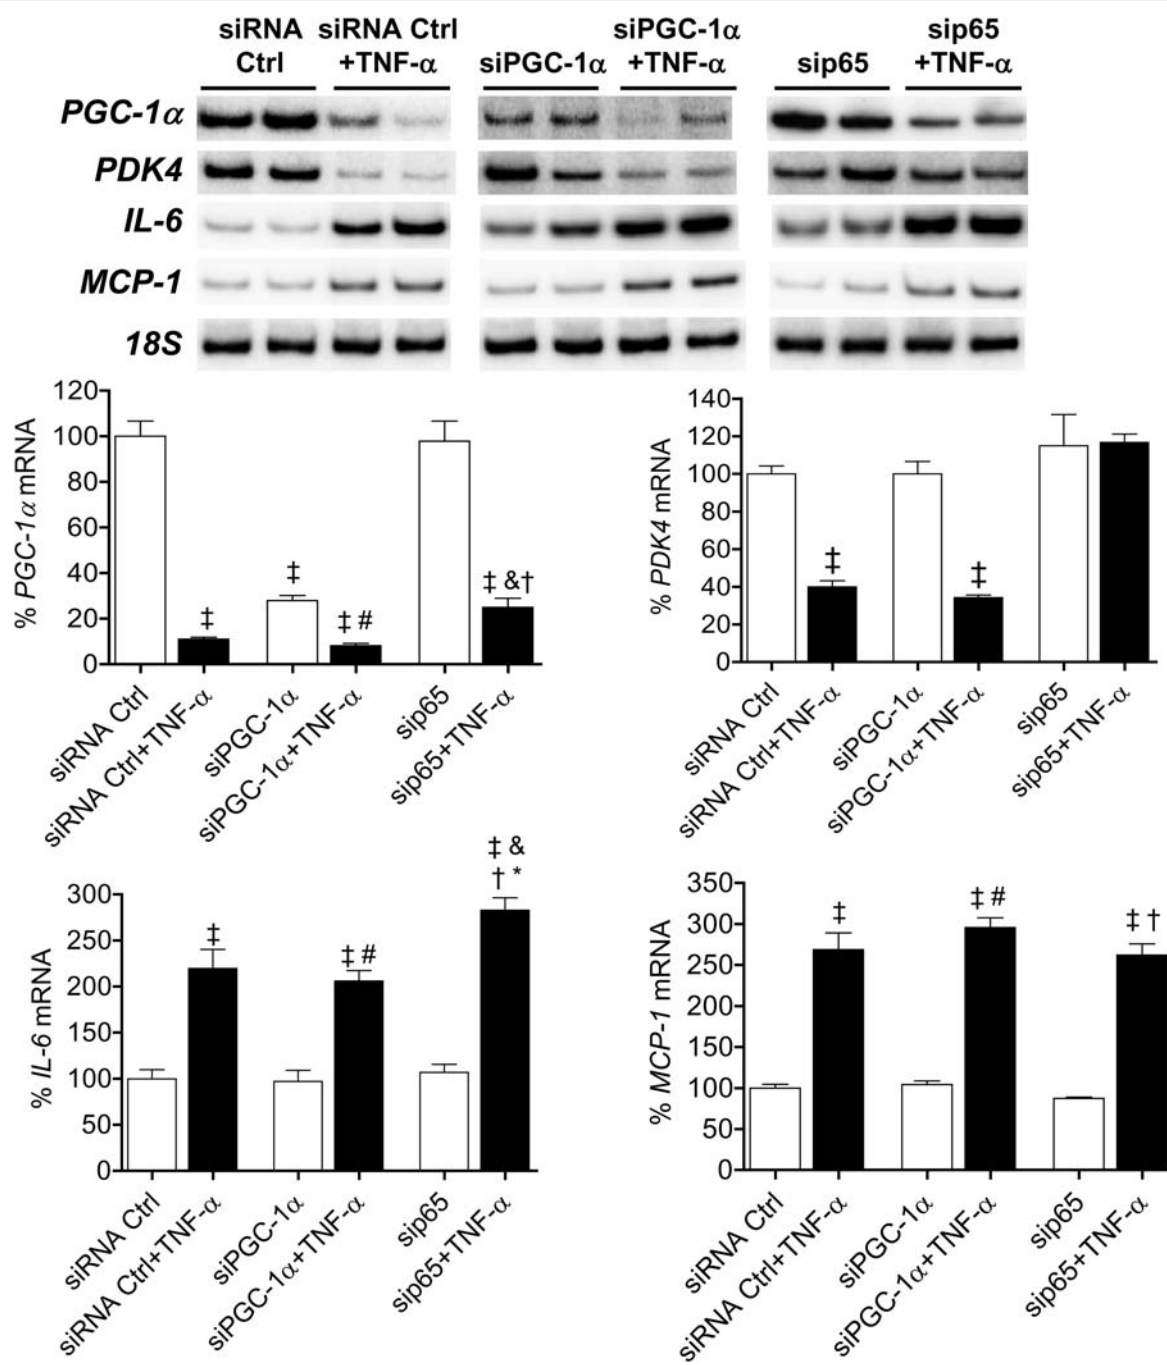 siRNA Ctrl
siRNA Ctrl +TNF-α
siPGC-1α
siPGC-1α +TNF-α
sip65
sip65 +TNF-α
PGC-1α
PDK4
IL-6
MCP-1
18S
% PGC-1α mRNA
120
100
80
60
40
20
0
‡
‡
‡ #
‡ &†
siRNA Ctrl
siRNA Ctrl+TNF-α
siPGC-1α
siPGC-1α+TNF-α
sip65
sip65+TNF-α
% PDK4 mRNA
140
120
100
80
60
40
20
0
‡
‡
siRNA Ctrl
siRNA Ctrl+TNF-α
siPGC-1α
siPGC-1α+TNF-α
sip65
sip65+TNF-α
% IL-6 mRNA
300
250
200
150
100
50
0
‡
‡ #
‡ &
† *
siRNA Ctrl
siRNA Ctrl+TNF-α
siPGC-1α
siPGC-1α+TNF-α
sip65
sip65+TNF-α
% MCP-1 mRNA
350
300
250
200
150
100
50
0
‡
‡ #
‡ †
siRNA Ctrl
siRNA Ctrl+TNF-α
siPGC-1α
siPGC-1α+TNF-α
sip65
sip65+TNF-α